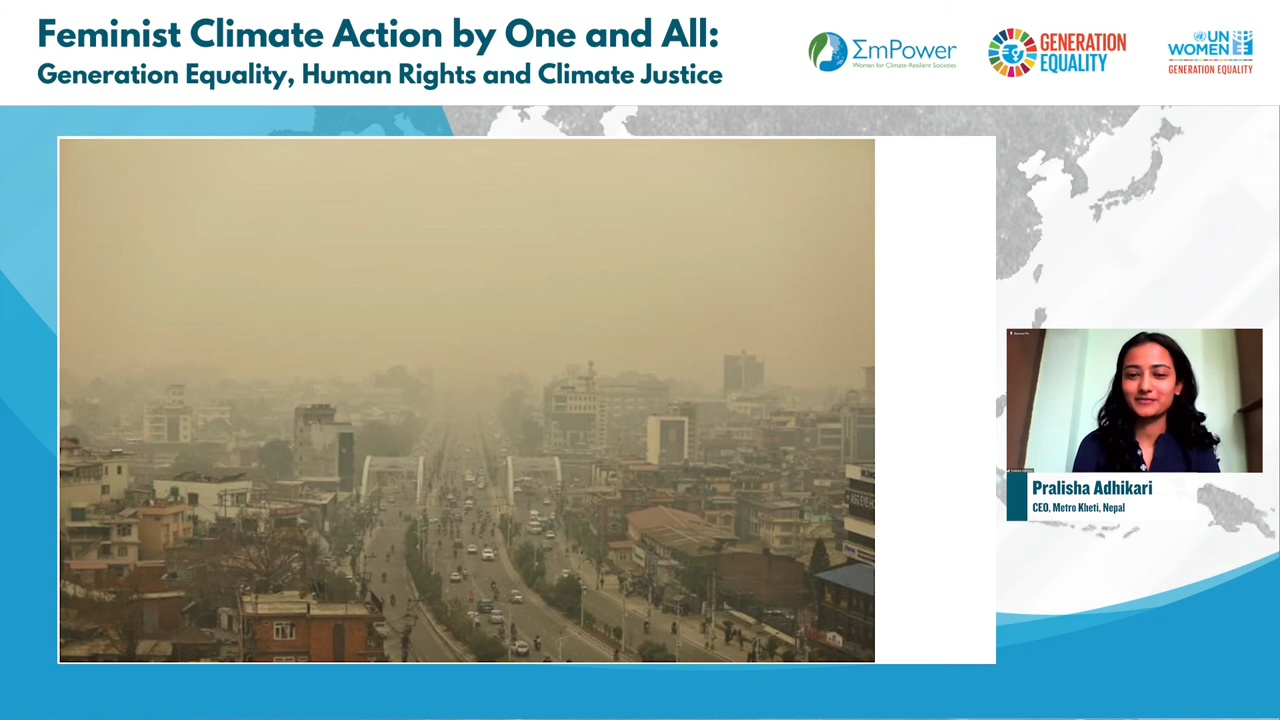 Feminist Climate Action by One and All:
Generation Equality, Human Rights and Climate Justice
ΣmPower
Women for Climate-Resilient Societies
GENERATION
EQUALITY
UN
WOMEN
GENERATION EQUALITY
Pralisha Adhikari
CEO, Metro Kheti, Nepal